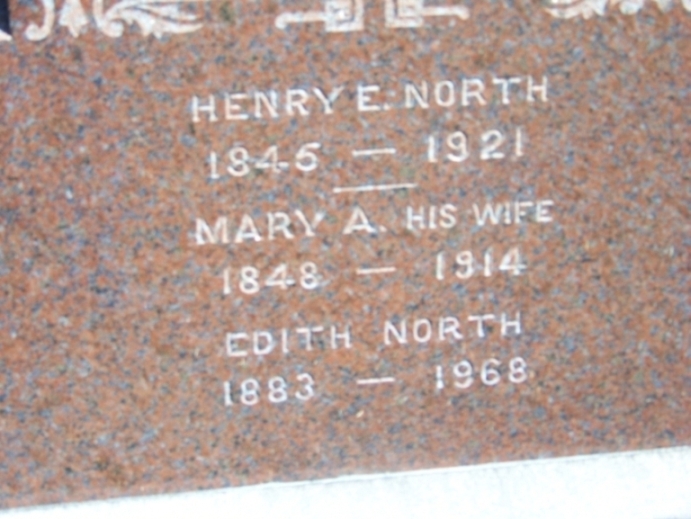 HENRY E. NORTH
1846 — 1921
MARY A. HIS WIFE
1848 — 1914
EDITH NORTH
1883 — 1968